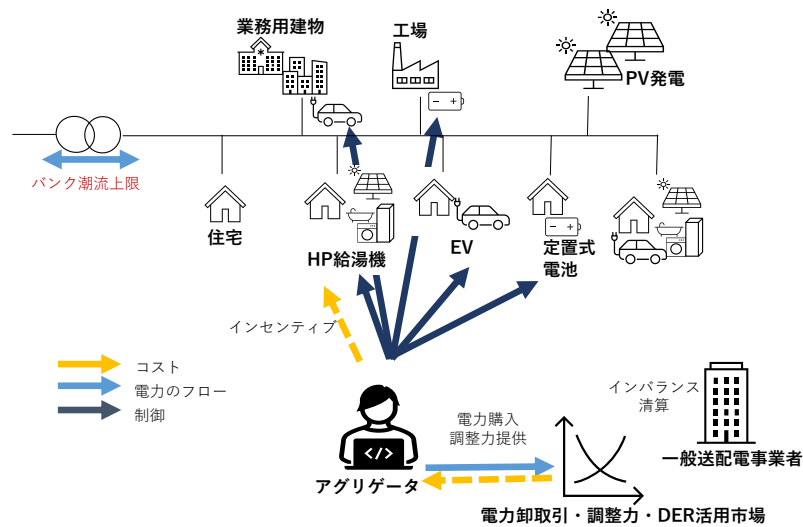 業務用建物
工場
PV発電
バンク潮流上限
住宅
HP給湯機
EV
定置式
電池
インセンティブ
コスト
電力のフロー
制御
電力購入
調整力提供
インバランス
清算
アグリゲータ
一般送配電事業者
電力卸取引・調整力・DER活用市場